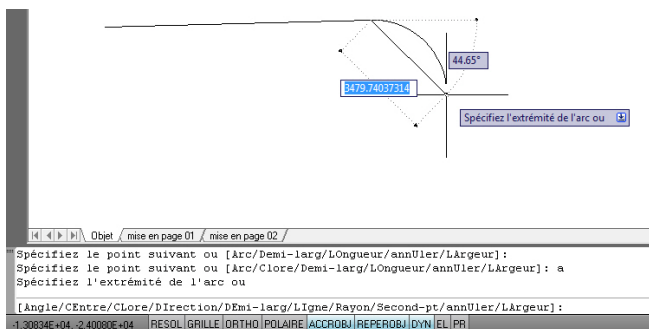 44.65°
3479.74037314
Spécifiez l'extrémité de l'arc ou
Objet / mise en page 01 / mise en page 02 /
Spécifiez le point suivant ou [Arc/Demi-larg/LOngueur/annUler/LArgeur]:
Spécifiez le point suivant ou [Arc/Clore/Demi-larg/LOngueur/annUler/LArgeur]: a
Spécifiez l'extrémité de l'arc ou
[Angle/CEntre/CLore/DIrection/DEmi-larg/LIgne/Rayon/Second-pt/annUler/LArgeur]:
-1.30834E+04, -2.40080E+04 RESOL GRILLE ORTHO POLAIRE ACCROBJ REPEROBJ DYN EL PR